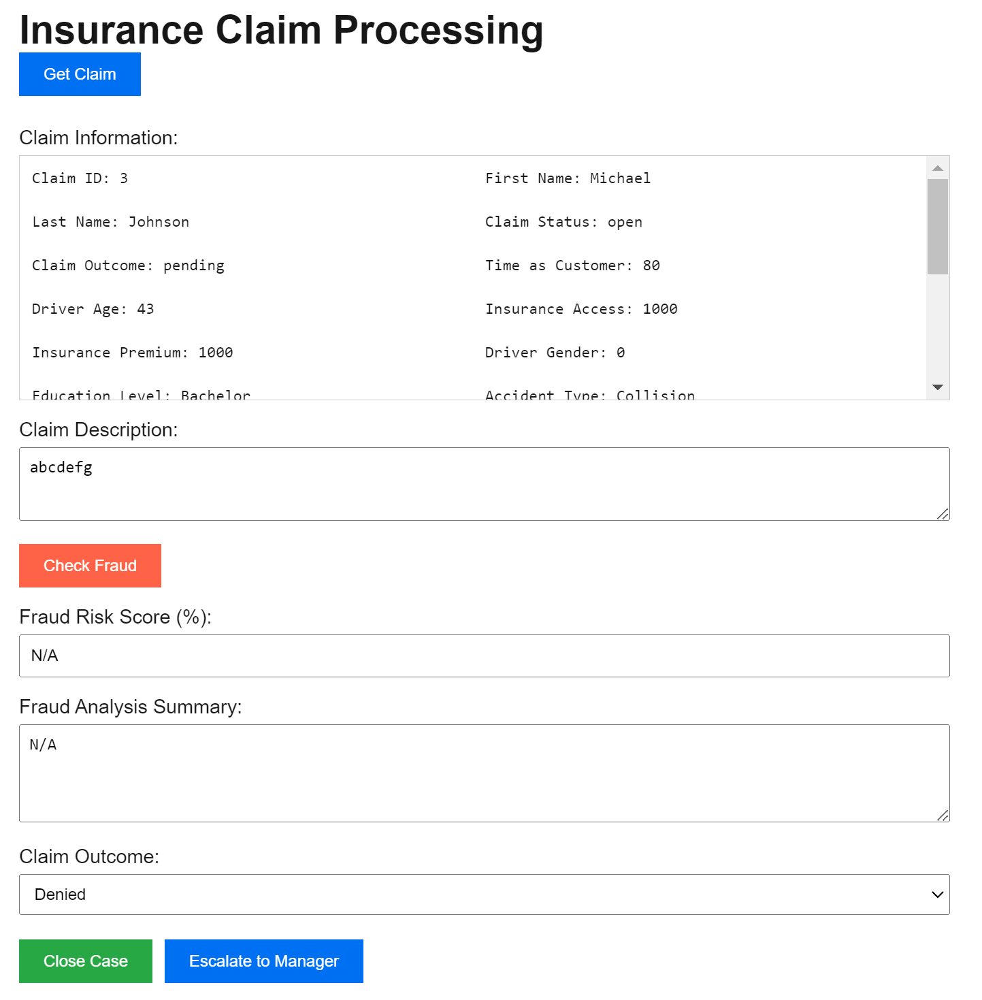 Insurance Claim Processing
Get Claim
Claim Information:
Claim ID: 3 First Name: Michael
Last Name: Johnson Claim Status: open
Claim Outcome: pending Time as Customer: 80
Driver Age: 43 Insurance Access: 1000
Insurance Premium: 1000 Driver Gender: 0
Education Level: Bachelor Accident Type: Collision
Claim Description:
abcdefg
Check Fraud
Fraud Risk Score (%):
N/A
Fraud Analysis Summary:
N/A
Claim Outcome:
Denied
Close Case Escalate to Manager